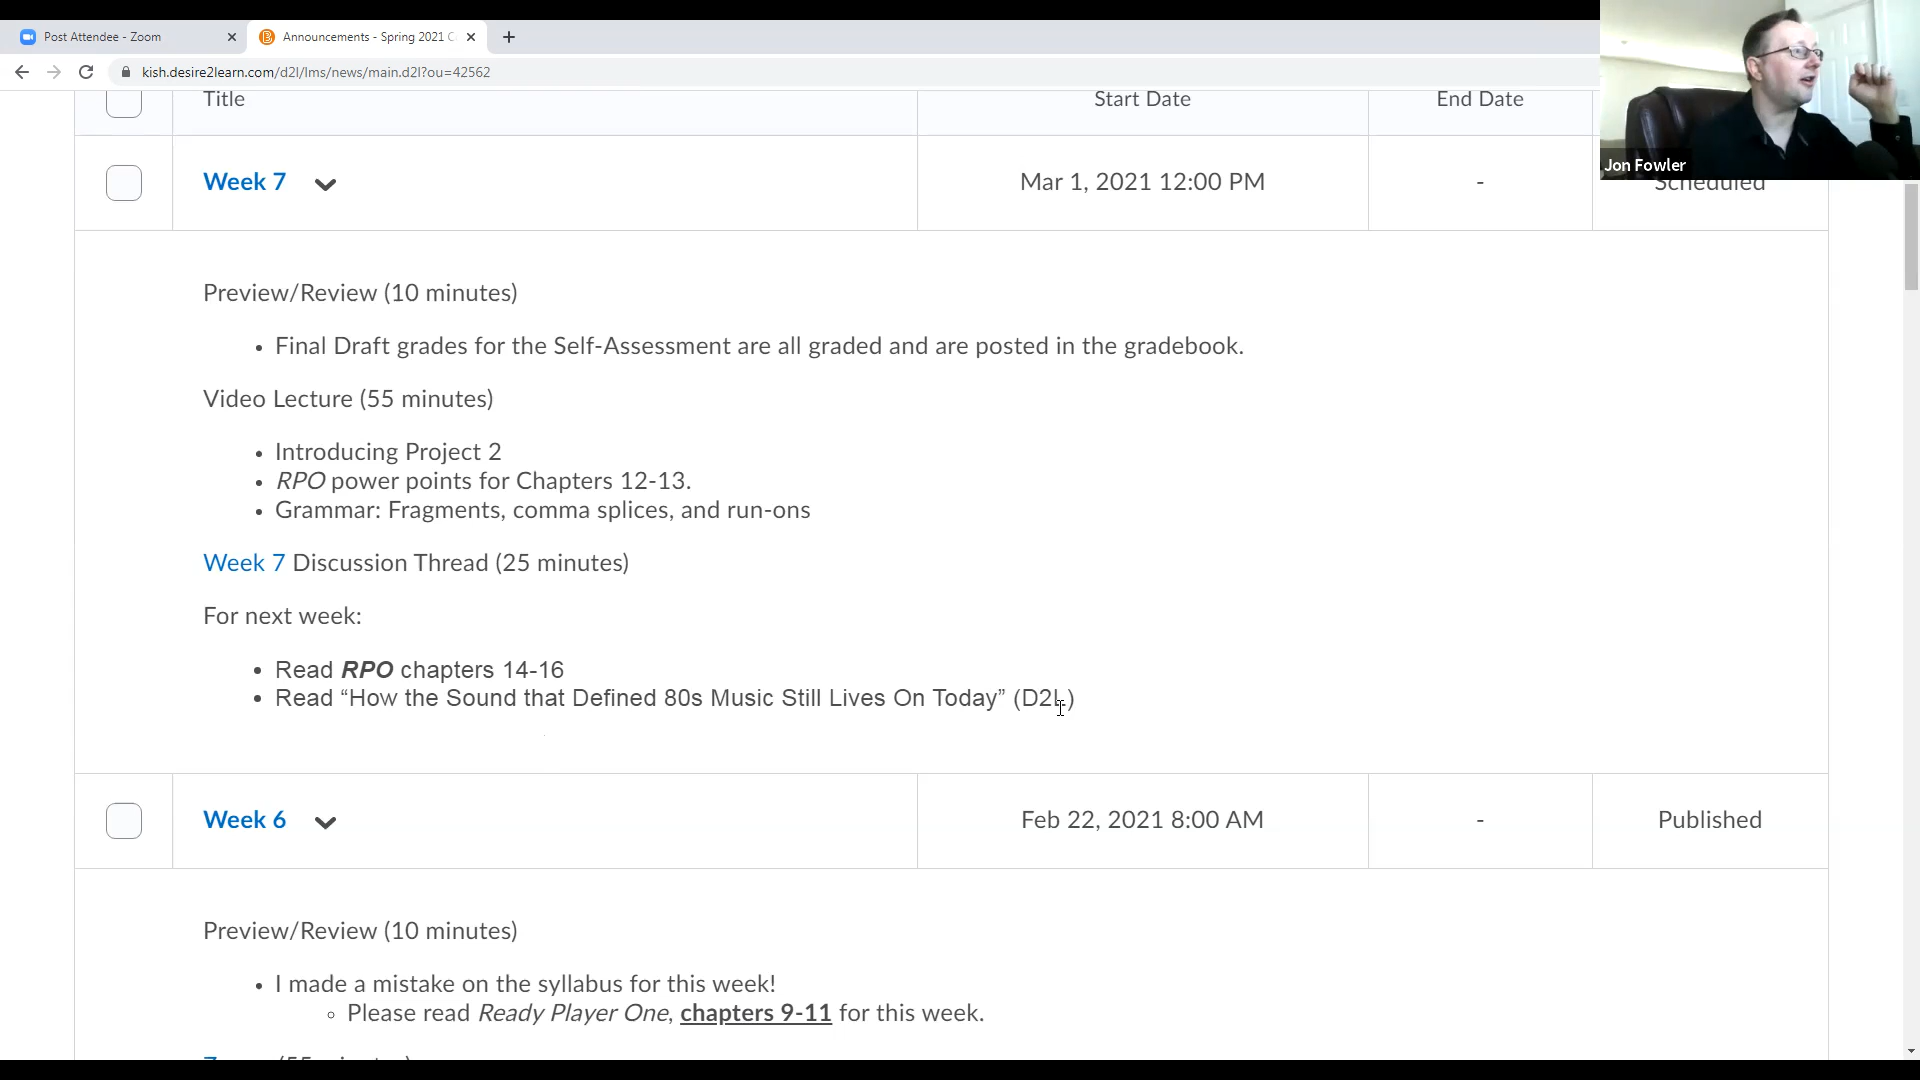 Post Attendee - Zoom
Announcements - Spring 2021 C
kish.desire2learn.com/d2l/lms/news/main.d2l?ou=42562
Title Start Date End Date
Jon Fowler
Week 7 Mar 1, 2021 12:00 PM - Scheduled
Preview/Review (10 minutes)
• Final Draft grades for the Self-Assessment are all graded and are posted in the gradebook.
Video Lecture (55 minutes)
• Introducing Project 2
• RPO power points for Chapters 12-13.
• Grammar: Fragments, comma splices, and run-ons
Week 7 Discussion Thread (25 minutes)
For next week:
• Read RPO chapters 14-16
• Read “How the Sound that Defined 80s Music Still Lives On Today” (D2L)
Week 6 Feb 22, 2021 8:00 AM - Published
Preview/Review (10 minutes)
• I made a mistake on the syllabus for this week!
◦ Please read Ready Player One, chapters 9-11 for this week.